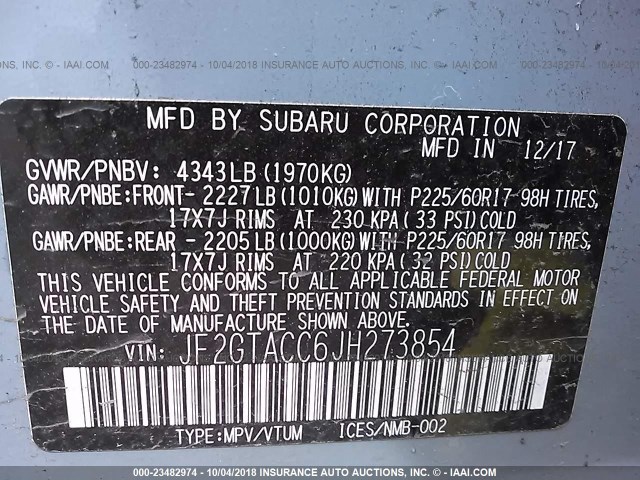 AUCTIONS, INC. - © IAAI.COM 000-23482974 - 10/04/2018 - INSURANCE AUTO AUCTIONS, INC. - © IAAI.COM 000-2348
MFD BY SUBARU CORPORATION
MFD IN 12/17
GVWR/PNBV: 4343LB (1970KG)
GAWR/PNBE:FRONT- 2227LB (1010KG) WITH P225/60R17 98H TIRES,
17X7J RIMS AT 230 KPA ( 33 PSI) COLD
GAWR/PNBE:REAR - 2205LB (1000KG) WITH P225/60R17 98H TIRES,
17X7J RIMS AT 220 KPA ( 32 PSI) COLD
THIS VEHICLE CONFORMS TO ALL APPLICABLE FEDERAL MOTOR
VEHICLE SAFETY AND THEFT PREVENTION STANDARDS IN EFFECT ON
THE DATE OF MANUFACTURE SHOWN ABOVE.
VIN: JF2GTACC6JH273854
TYPE:MPV/VTUM ICES/NMB-002
000-23482974 - 10/04/2018 - INSURANCE AUTO AUCTIONS, INC. - © IAAI.COM